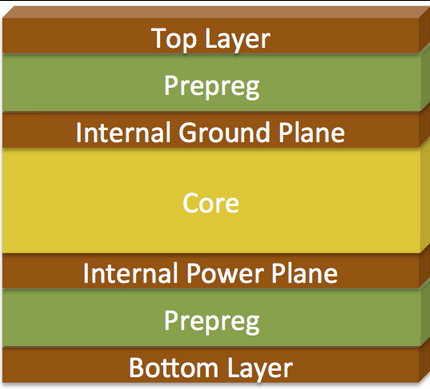 Top Layer
Prepreg
Internal Ground Plane
Core
Internal Power Plane
Prepreg
Bottom Layer